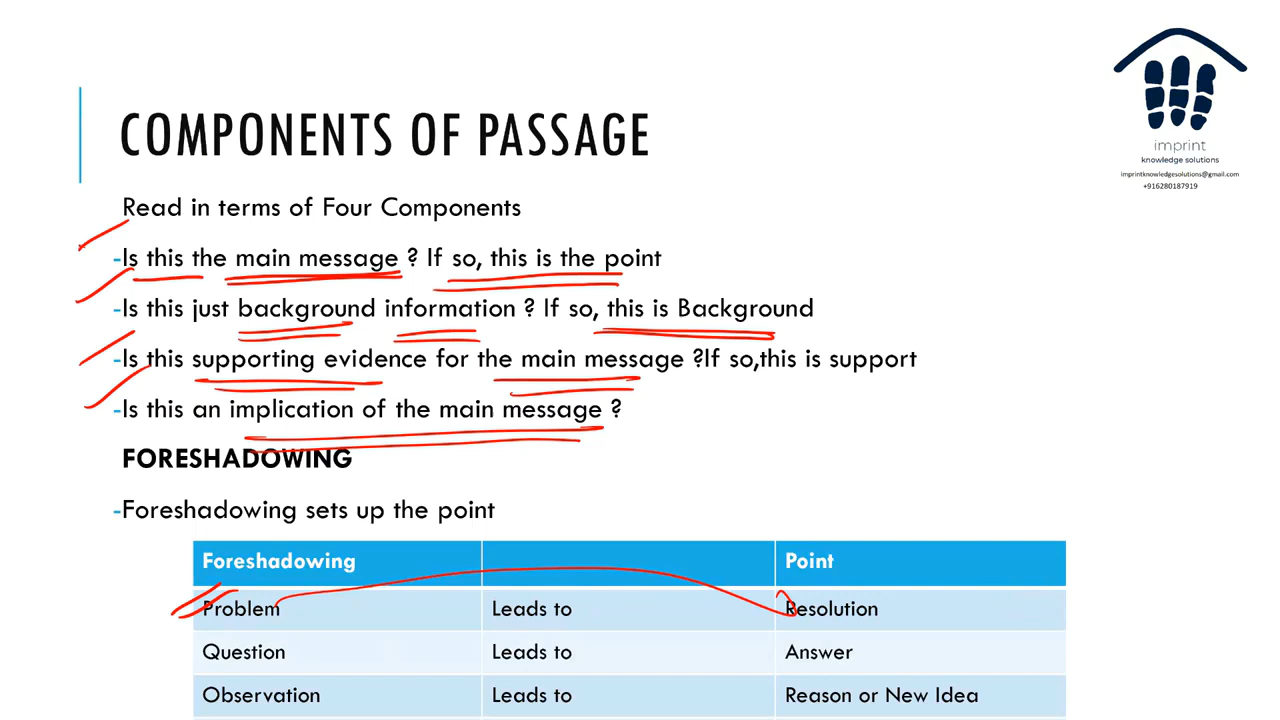 COMPONENTS OF PASSAGE
imprint
knowledge solutions
imprintknowledgesolutions@gmail.com
+916280187919
Read in terms of Four Components
-Is this the main message ? If so, this is the point
-Is this just background information ? If so, this is Background
-Is this supporting evidence for the main message ?If so,this is support
-Is this an implication of the main message ?
FORESHADOWING
-Foreshadowing sets up the point
Foreshadowing Point
Problem Leads to Resolution
Question Leads to Answer
Observation Leads to Reason or New Idea